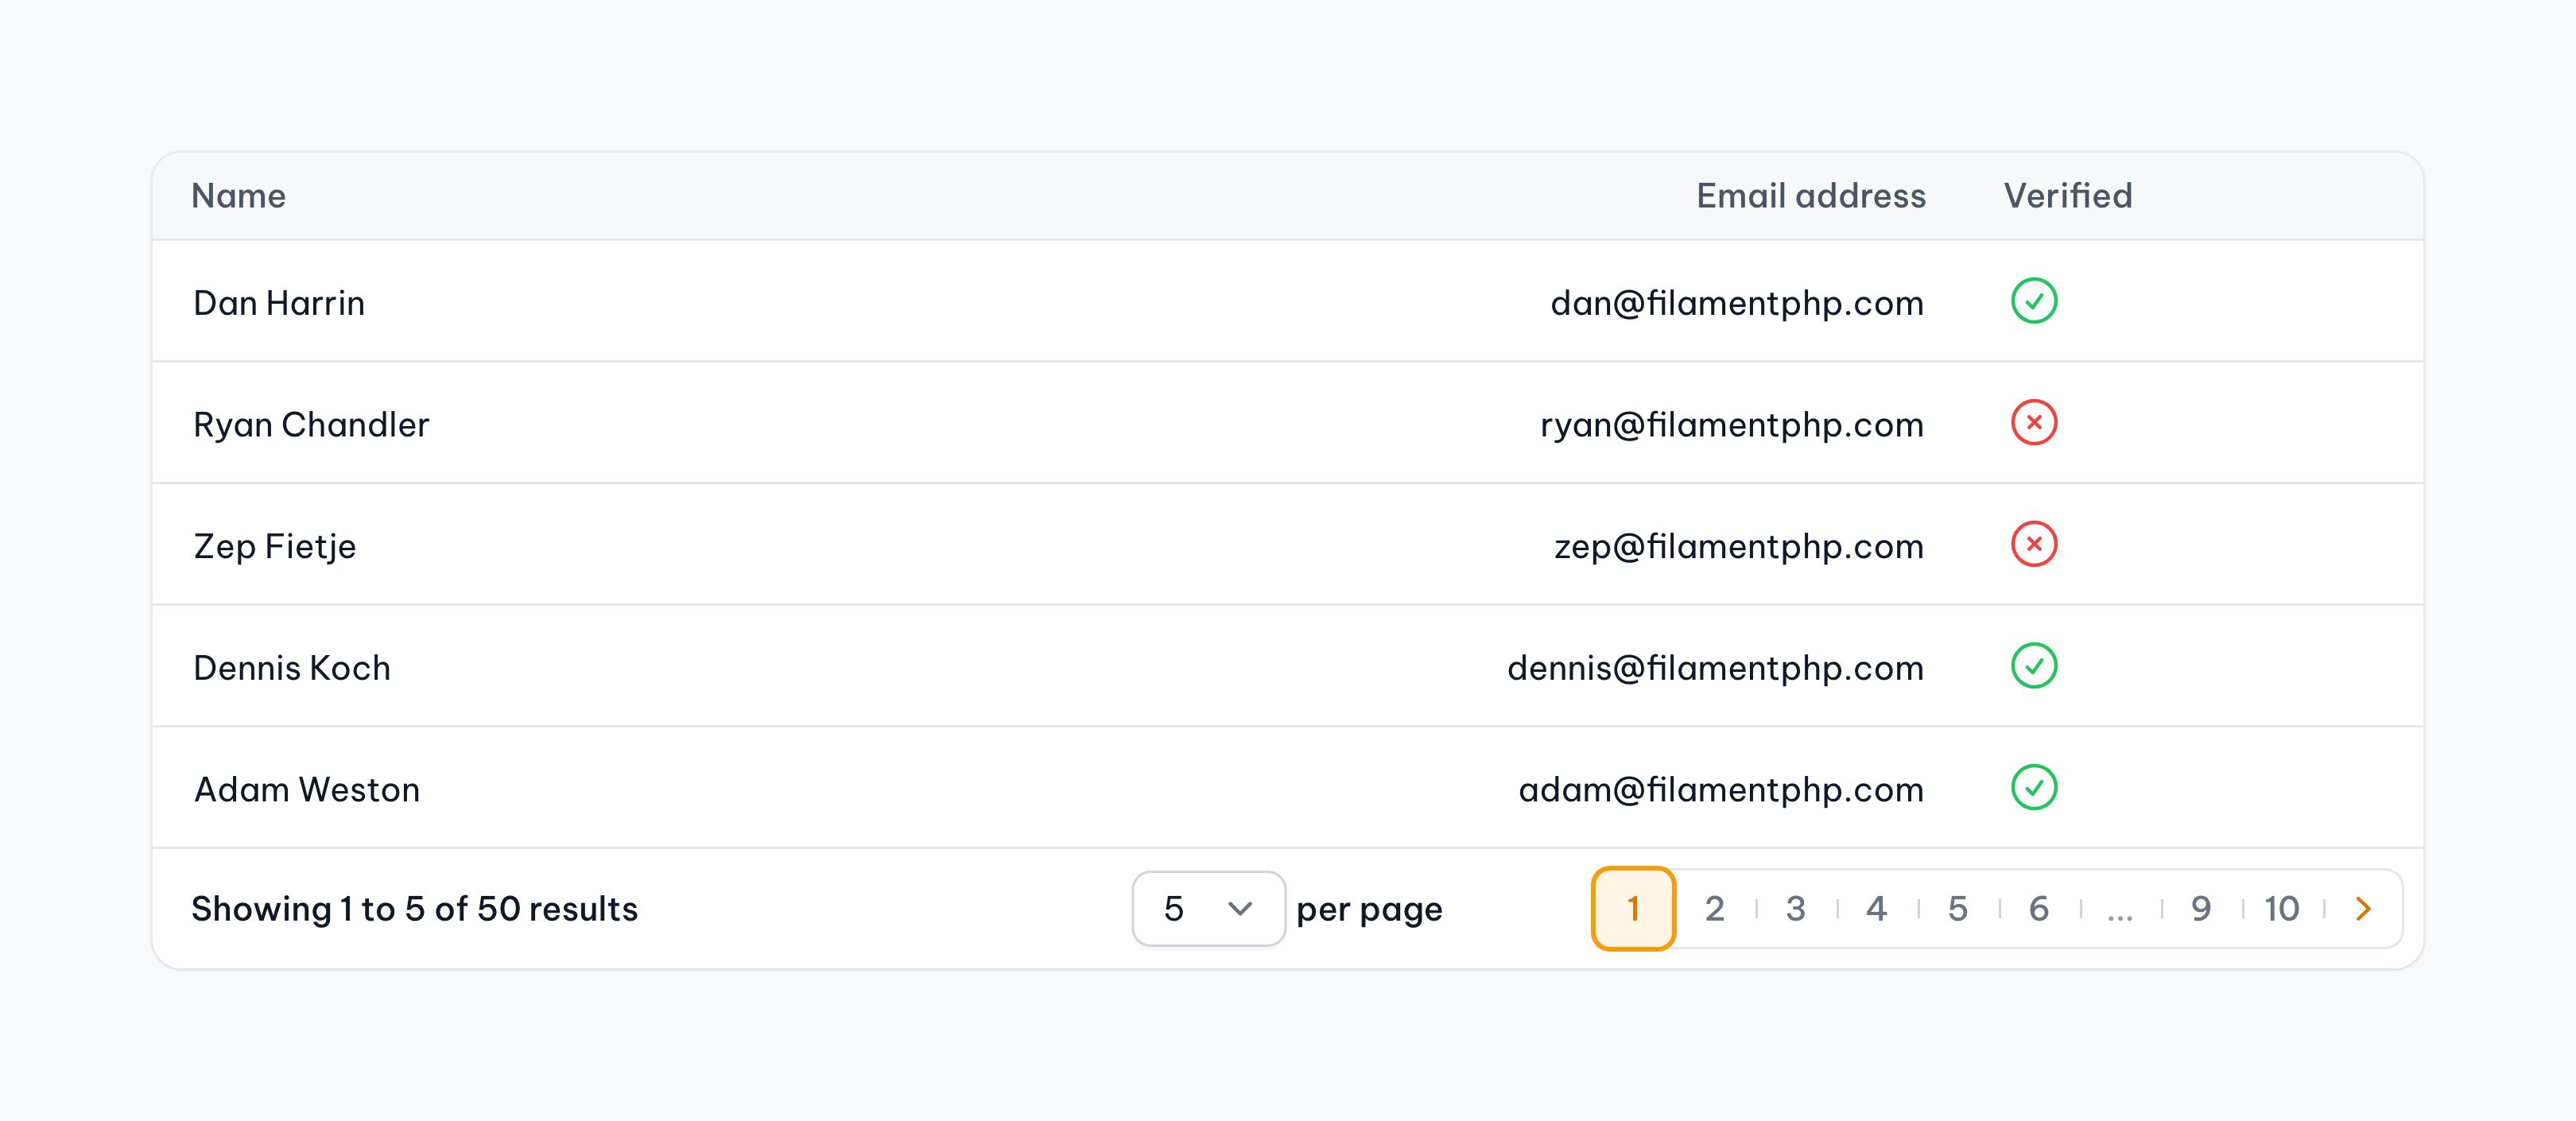 Name Email address Verified
Dan Harrin dan@filamentphp.com
Ryan Chandler ryan@filamentphp.com
Zep Fietje zep@filamentphp.com
Dennis Koch dennis@filamentphp.com
Adam Weston adam@filamentphp.com
Showing 1 to 5 of 50 results 5 per page 1 2 3 4 5 6 ... 9 10